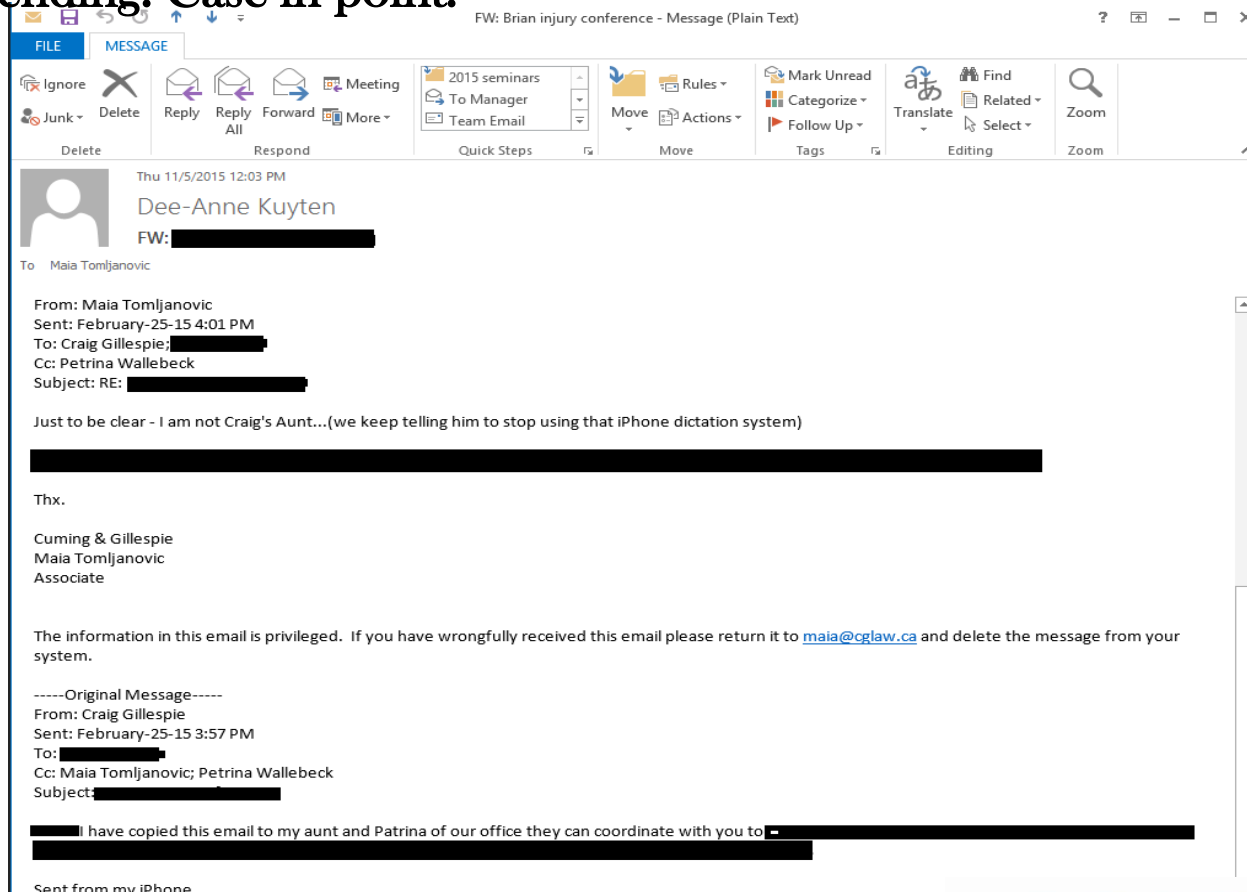 ending. Case in point.
FW: Brian injury conference - Message (Plain Text)
FILE MESSAGE
Ignore
Junk
Delete
Reply
Reply All
Forward
Meeting
More
2015 seminars
To Manager
Team Email
Move
Rules
Actions
Mark Unread
Categorize
Follow Up
Translate
Find
Related
Select
Zoom
Delete Respond Quick Steps Move Tags Editing Zoom
Thu 11/5/2015 12:03 PM
Dee-Anne Kuyten
FW:
To Maia Tomljanovic
From: Maia Tomljanovic
Sent: February-25-15 4:01 PM
To: Craig Gillespie;
Cc: Petrina Wallebeck
Subject: RE:
Just to be clear - I am not Craig's Aunt...(we keep telling him to stop using that iPhone dictation system)
Thx.
Cuming & Gillespie
Maia Tomljanovic
Associate
The information in this email is privileged. If you have wrongfully received this email please return it to maia@cglaw.ca and delete the message from your
system.
-----Original Message-----
From: Craig Gillespie
Sent: February-25-15 3:57 PM
To:
Cc: Maia Tomljanovic; Petrina Wallebeck
Subject:
I have copied this email to my aunt and Patrina of our office they can coordinate with you to -
Sent from my iPhone